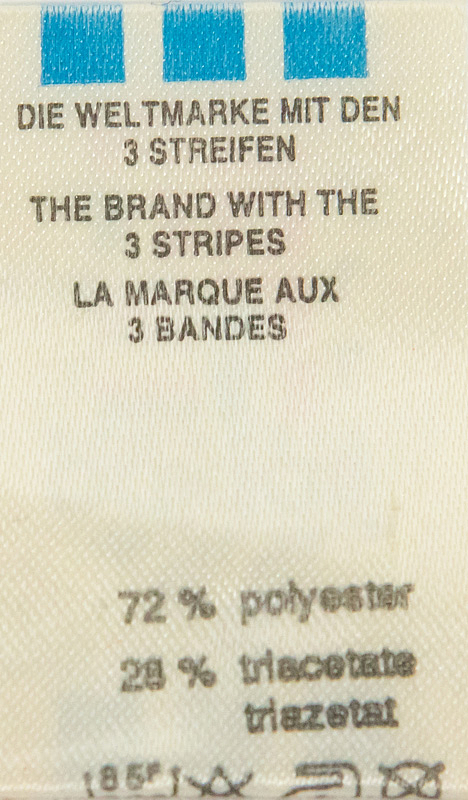 DIE WELTMARKE MIT DEN
3 STREIFEN
THE BRAND WITH THE
3 STRIPES
LA MARQUE AUX
3 BANDES
72 % polyester
28 % triacetate
triazetat